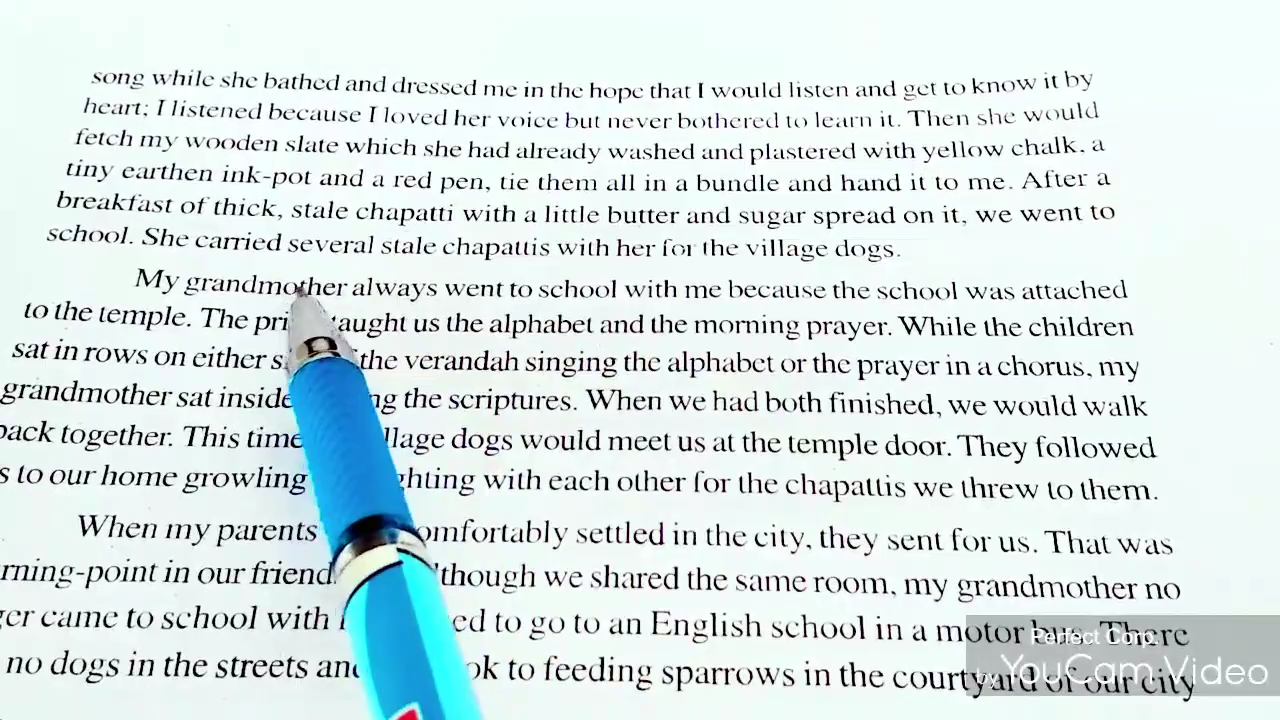 song while she bathed and dressed me in the hope that I would listen and get to know it by
heart; I listened because I loved her voice but never bothered to learn it. Then she would
fetch my wooden slate which she had already washed and plastered with yellow chalk, a
tiny earthen ink-pot and a red pen, tie them all in a bundle and hand it to me. After a
breakfast of thick, stale chapatti with a little butter and sugar spread on it, we went to
school. She carried several stale chapattis with her for the village dogs.
My grandmother always went to school with me because the school was attached
to the temple. The pri taught us the alphabet and the morning prayer. While the children
sat in rows on either s the verandah singing the alphabet or the prayer in a chorus, my
grandmother sat inside ng the scriptures. When we had both finished, we would walk
back together. This time llage dogs would meet us at the temple door. They followed
s to our home growling ghting with each other for the chapattis we threw to them.
When my parents omfortably settled in the city, they sent for us. That was
rning-point in our friend though we shared the same room, my grandmother no
ger came to school with ed to go to an English school in a motor bus. There
no dogs in the streets and ok to feeding sparrows in the courtyard of our city
Perfect Corp.
by YouCam Video